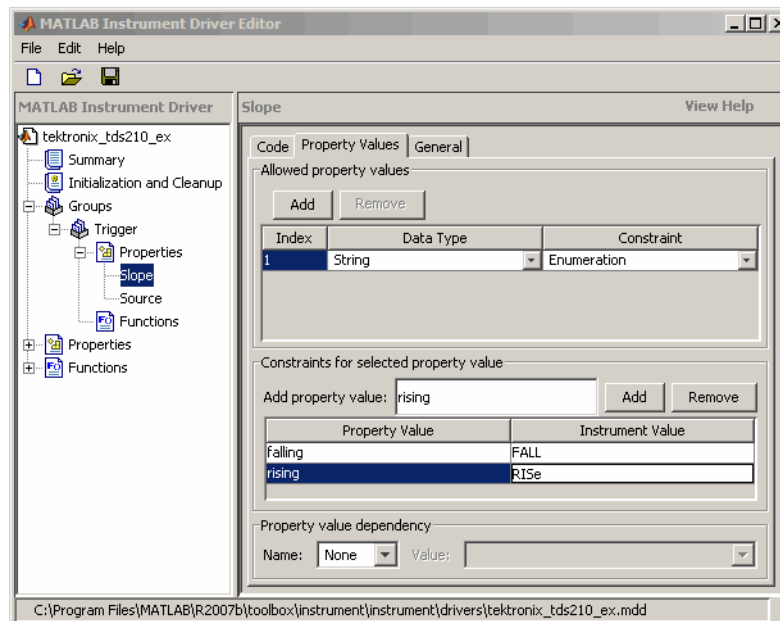 MATLAB Instrument Driver Editor
File Edit Help
MATLAB Instrument Driver
tektronix_tds210_ex
Summary
Initialization and Cleanup
Groups
Trigger
Properties
Slope
Source
Functions
Properties
Functions
Slope View Help
Code Property Values General
Allowed property values
Add Remove
Index Data Type Constraint
1 String Enumeration
Constraints for selected property value
Add property value: rising Add Remove
Property Value Instrument Value
falling FALL
rising RISe
Property value dependency
Name: None Value:
C:\Program Files\MATLAB\R2007b\toolbox\instrument\instrument\drivers\tektronix_tds210_ex.mdd